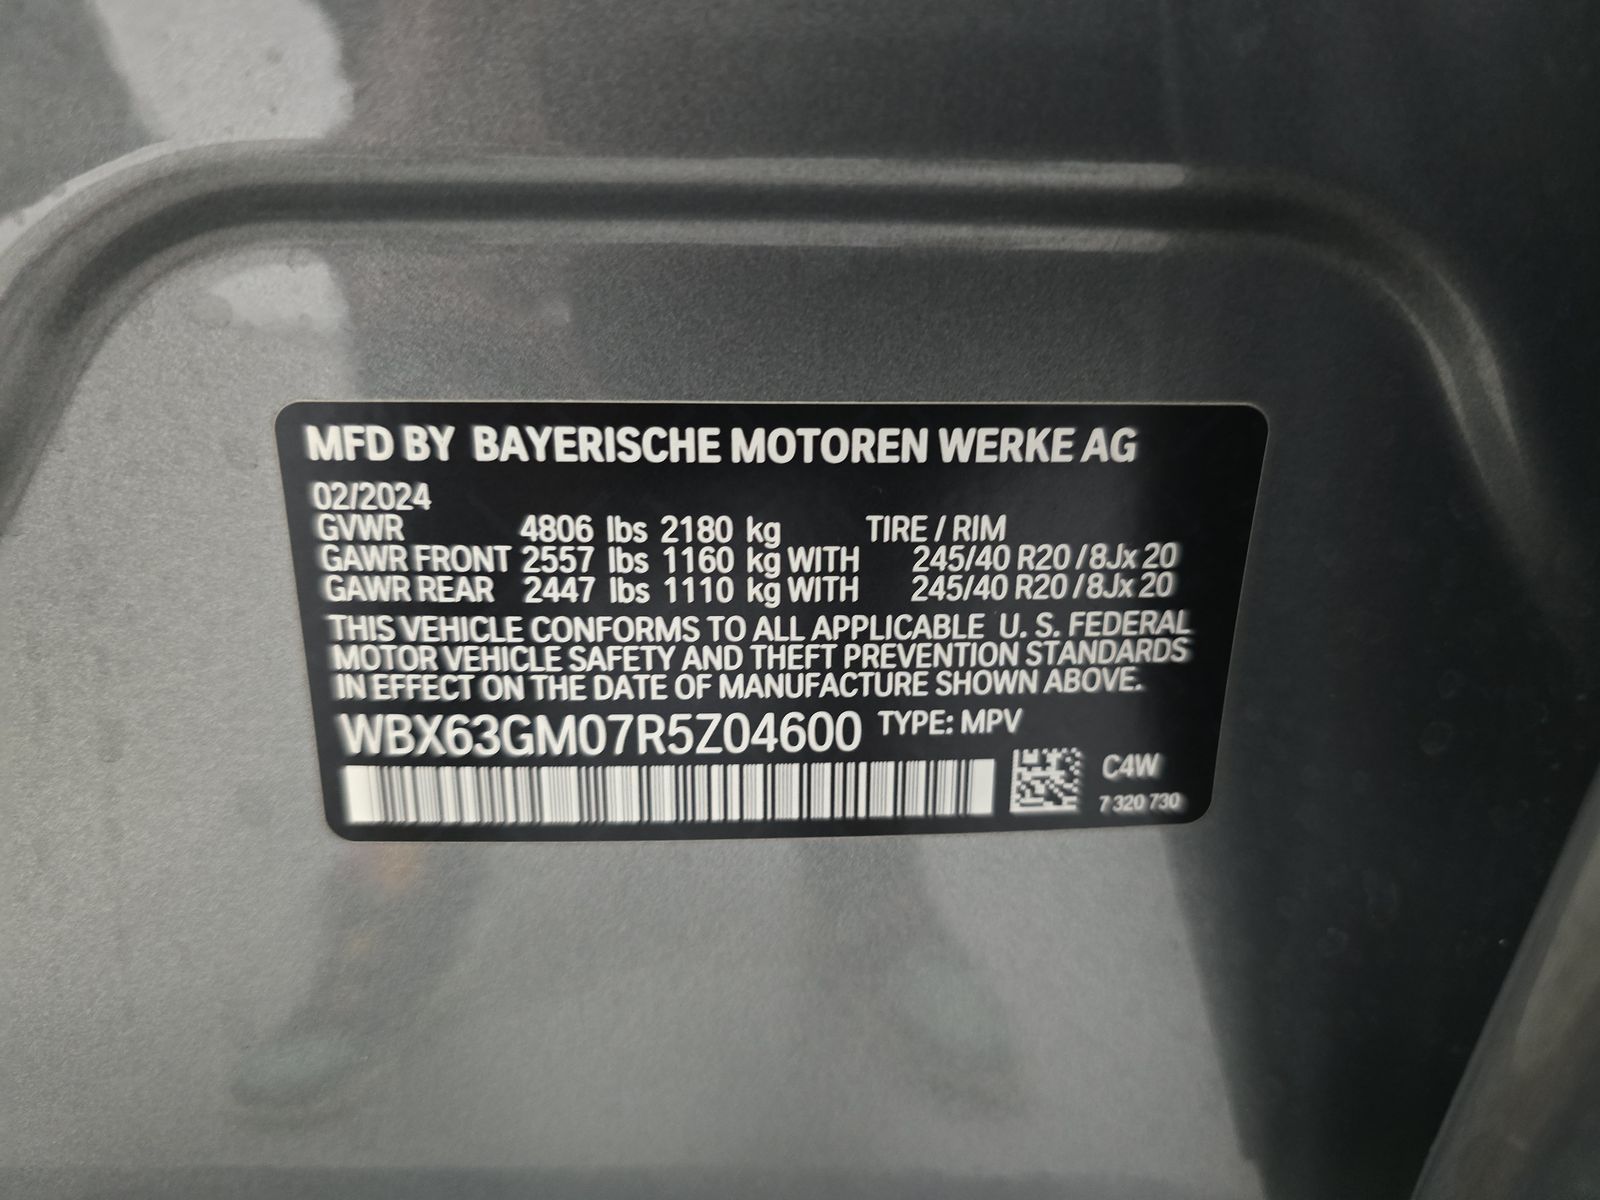 MFD BY BAYERISCHE MOTOREN WERKE AG
02/2024
GVWR 4806 lbs 2180 kg TIRE / RIM
GAWR FRONT 2557 lbs 1160 kg WITH 245/40 R20 / 8Jx 20
GAWR REAR 2447 lbs 1110 kg WITH 245/40 R20 / 8Jx 20
THIS VEHICLE CONFORMS TO ALL APPLICABLE U. S. FEDERAL
MOTOR VEHICLE SAFETY AND THEFT PREVENTION STANDARDS
IN EFFECT ON THE DATE OF MANUFACTURE SHOWN ABOVE.
WBX63GM07R5Z04600 TYPE: MPV
C4W
7 320 730